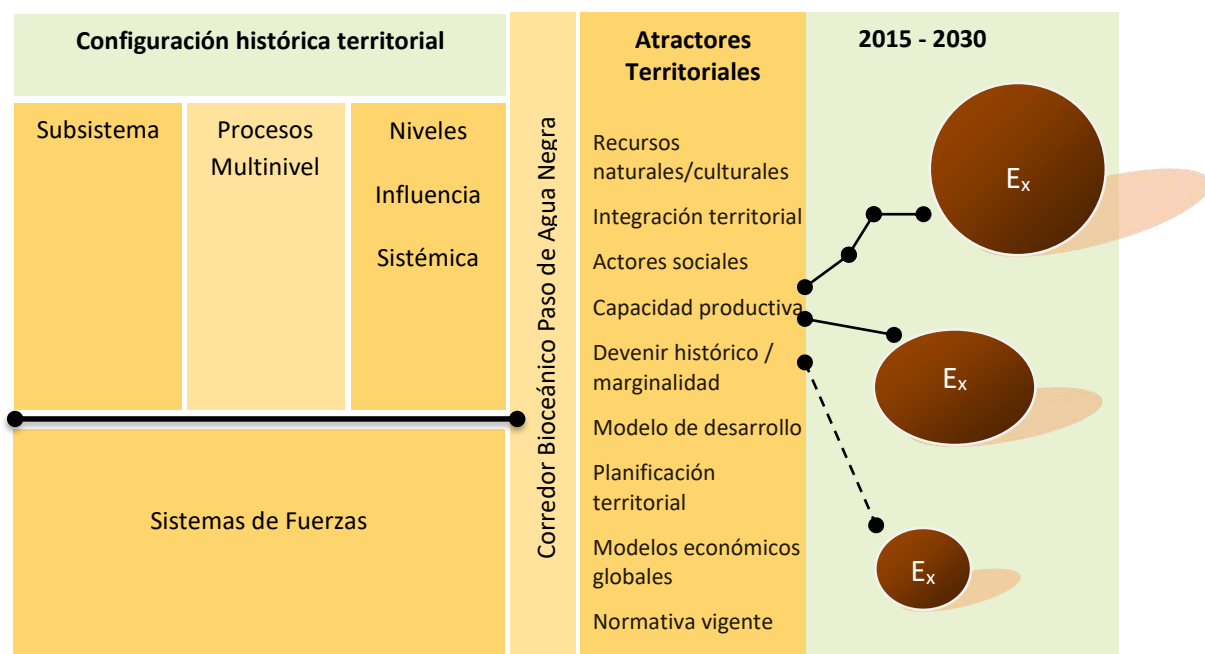 Configuración histórica territorial
Subsistema
Procesos
Multinivel
Niveles
Influencia
Sistémica
Sistemas de Fuerzas
Corredor Bioceánico Paso de Agua Negra
Atractores
Territoriales
Recursos
naturales/culturales
Integración territorial
Actores sociales
Capacidad productiva
Devenir histórico /
marginalidad
Modelo de desarrollo
Planificación
territorial
Modelos económicos
globales
Normativa vigente
2015 - 2030
Ex
Ex
Ex